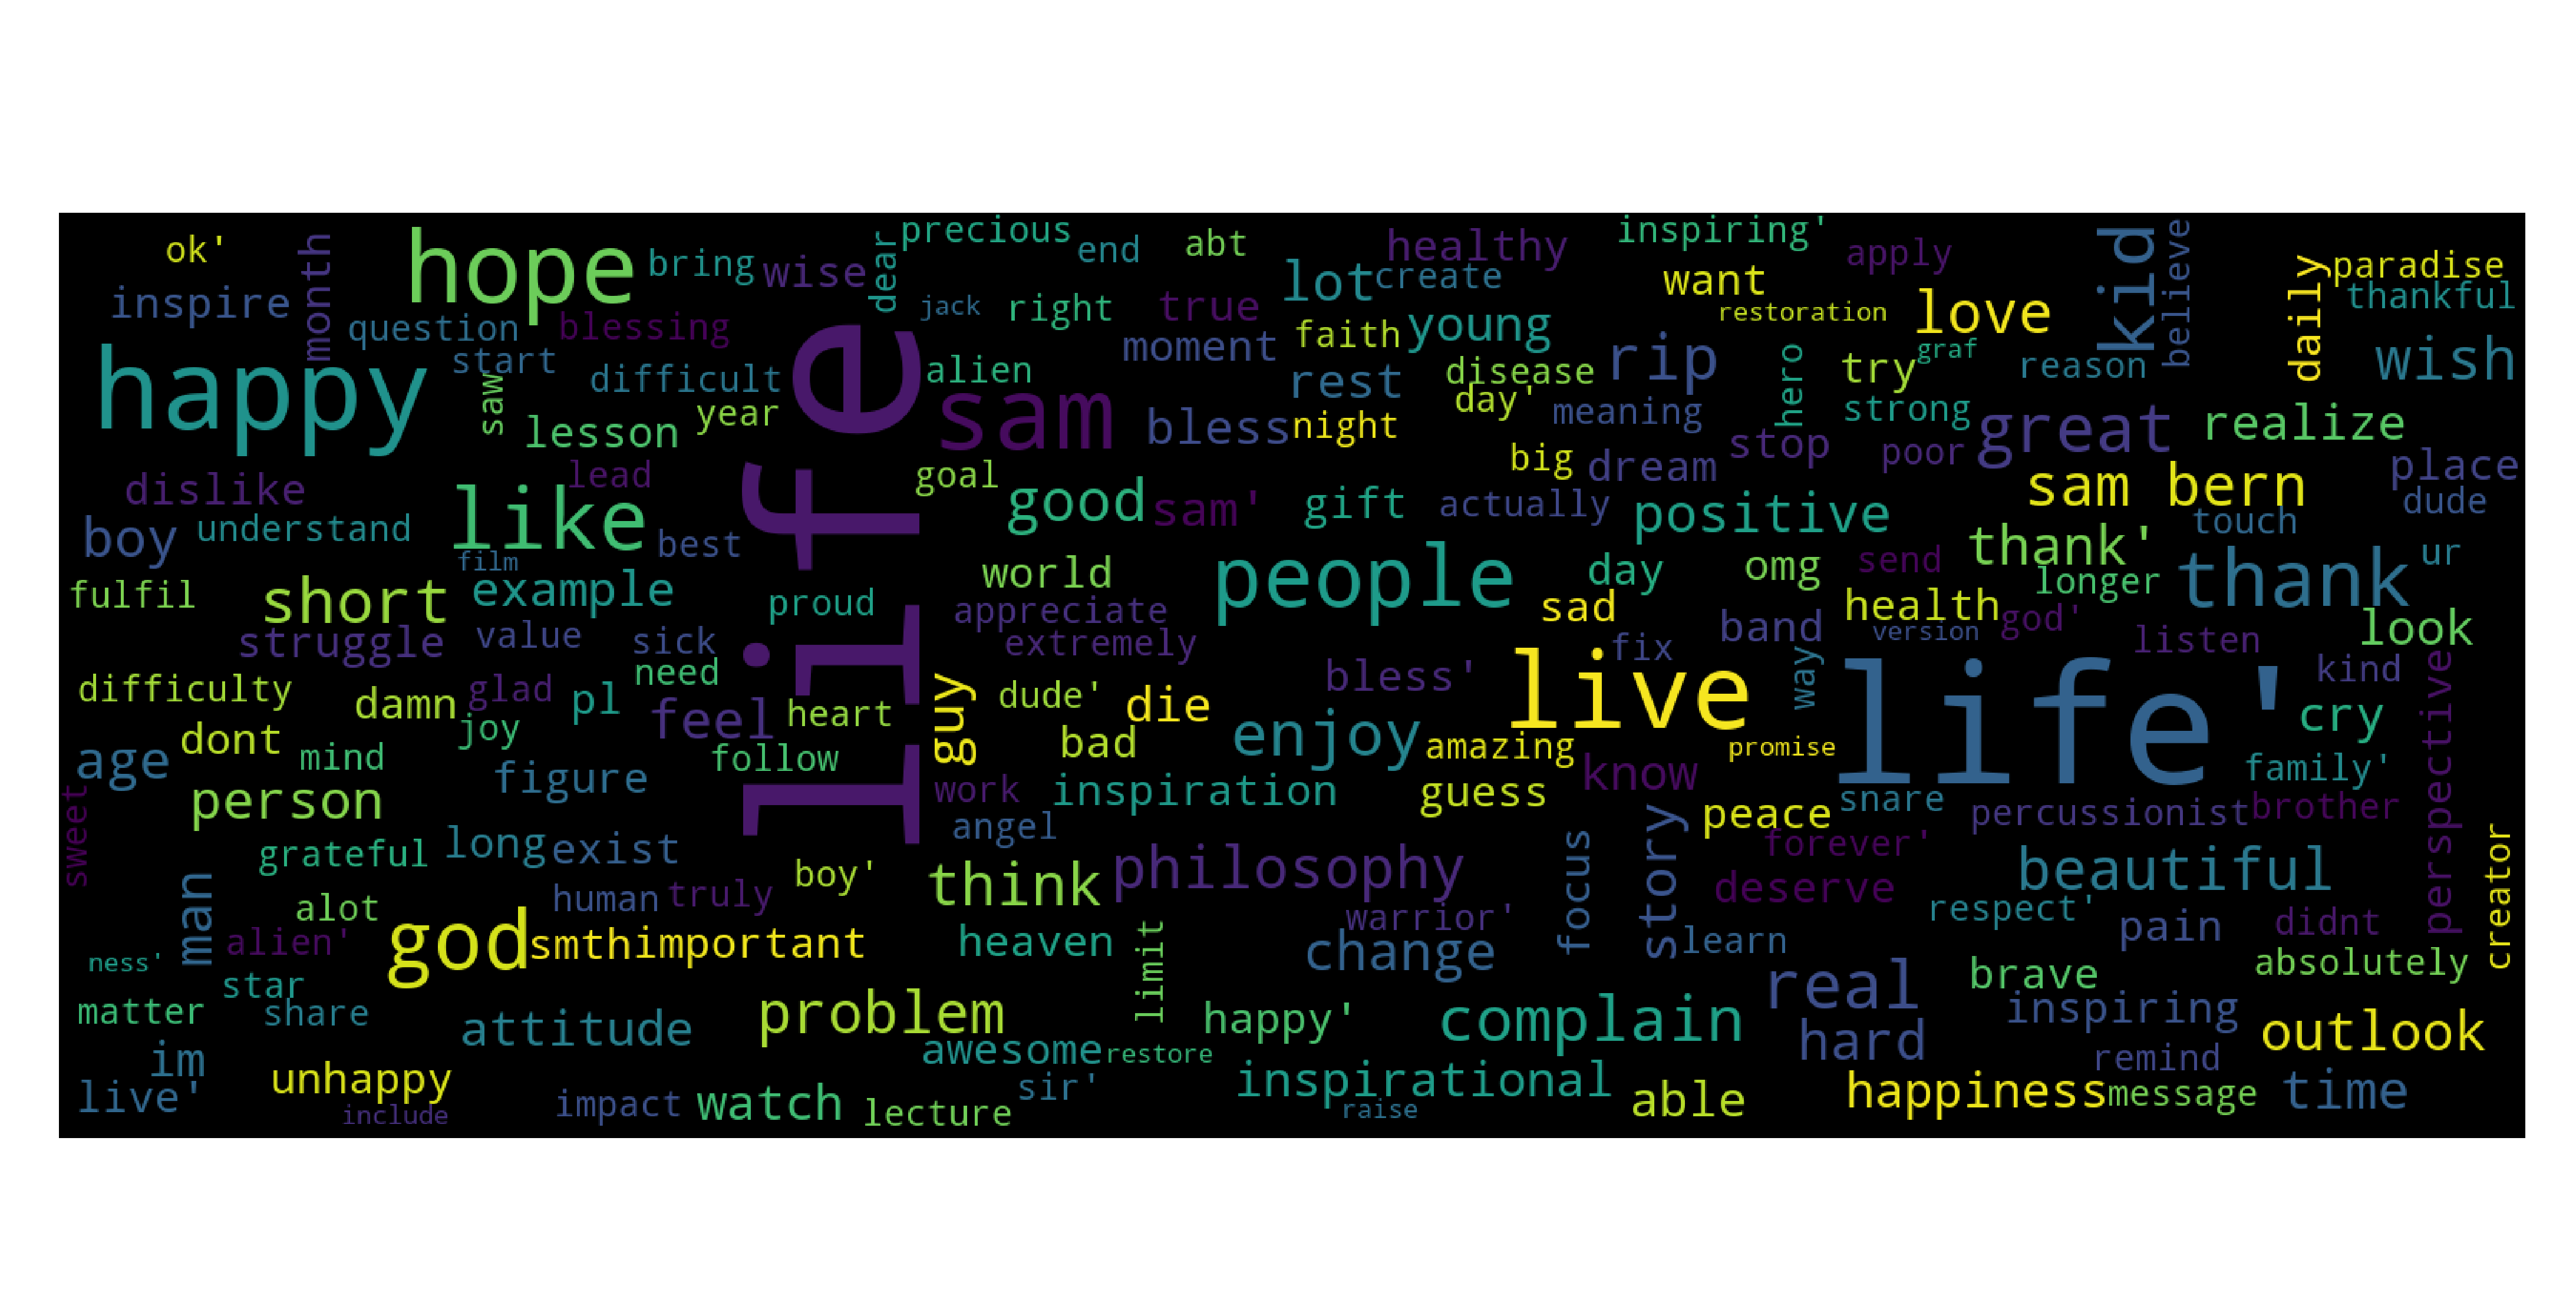 ok'
month
hope
bring
wise
dear
precious
end
abt
healthy
inspiring'
apply
kid
believe
daily
paradise
thankful
inspire
question
blessing
jack
right
true
lot
create
want
restoration
love
happy
start
saw
difficult
life
alien
moment
faith
young
rip
hero
try
graf
reason
wish
lesson
year
sam
bless
rest
night
disease
day'
meaning
strong
stop
poor
great
realize
dislike
lead
like
goal
good
sam'
gift
big
dream
actually
positive
sam bern
place
dude
boy
understand
film
best
world
people
day
omg
send
thank'
touch
longer
thank
ur
fulfil
short
example
proud
appreciate
extremely
sad
fix
band
health
version
god'
listen
look
struggle
value
sick
need
bless'
live
way
life'
kind
perspective
difficulty
damn
glad
joy
pl
feel
heart
guy
dude'
die
enjoy
amazing
promise
cry
age
dont
mind
figure
follow
bad
know
family'
sweet
person
work
inspiration
guess
peace
snare
percussionist
brother
angel
grateful
long
exist
boy'
think
philosophy
focus
story
forever'
deserve
beautiful
creator
man
alot
human
truly
warrior'
respect'
pain
didnt
alien'
god
smth
important
heaven
limit
change
learn
ness'
star
matter
share
attitude
problem
happy'
complain
real
brave
absolutely
inspiring
outlook
im
awesome
restore
hard
remind
live'
unhappy
include
impact
watch
lecture
sir'
inspirational
raise
able
happiness
message
time